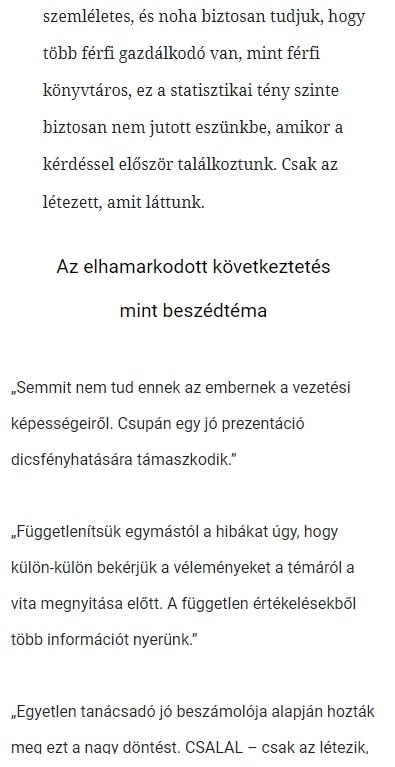 szemléletes, és noha biztosan tudjuk, hogy
több férfi gazdálkodó van, mint férfi
könyvtáros, ez a statisztikai tény szinte
biztosan nem jutott eszünkbe, amikor a
kérdéssel először találkoztunk. Csak az
létezett, amit láttunk.
Az elhamarkodott következtetés
mint beszédtéma
„Semmit nem tud ennek az embernek a vezetési
képességeiről. Csupán egy jó prezentáció
dicsfényhatására támaszkodik.”
„Függetlenítsük egymástól a hibákat úgy, hogy
külön-külön bekérjük a véleményeket a témáról a
vita megnyitása előtt. A független értékelésekből
több információt nyerünk.”
„Egyetlen tanácsadó jó beszámolója alapján hozták
meg ezt a nagy döntést. CSALAL – csak az létezik,